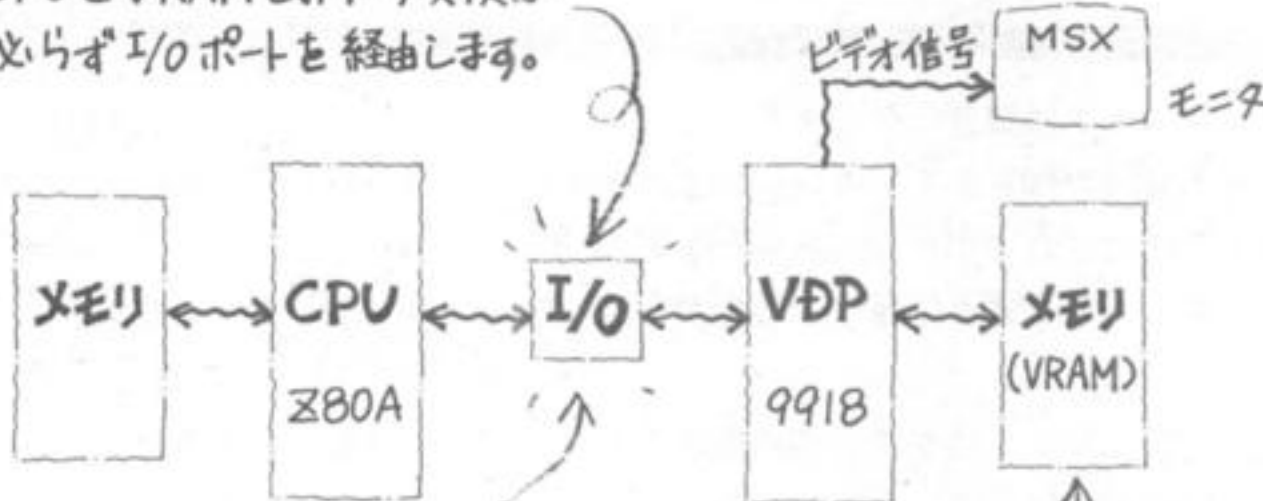 必らずI/Oポートを経由します。
ビデオ信号
MSX
モニタ
メモリ
CPU
Z80A
I/O
VDP
9918
メモリ
(VRAM)